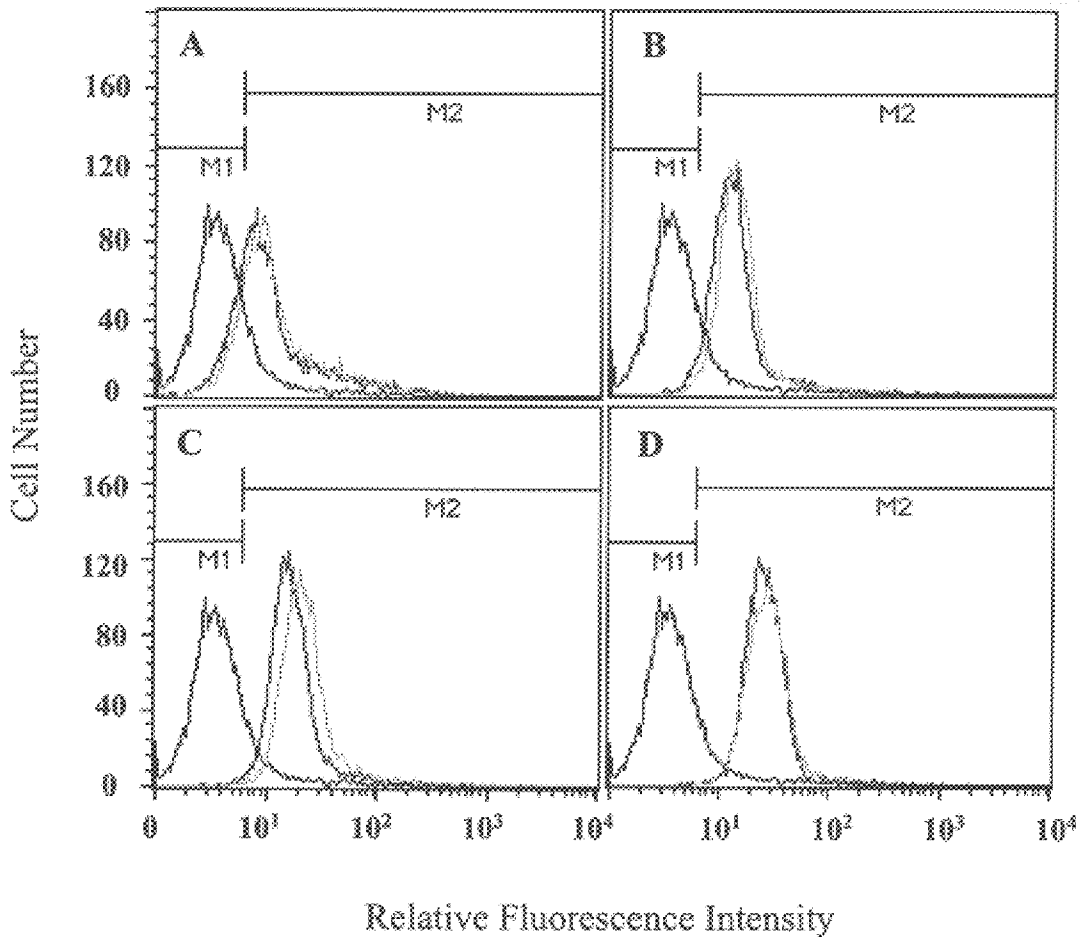 A
B
160
M2
M2
M1
M1
120
80
40
0
C
D
160
M2
M2
M1
M1
120
80
40
0
0 10¹ 10² 10³ 10⁴ 10¹ 10² 10³ 10⁴
Cell Number
Relative Fluorescence Intensity